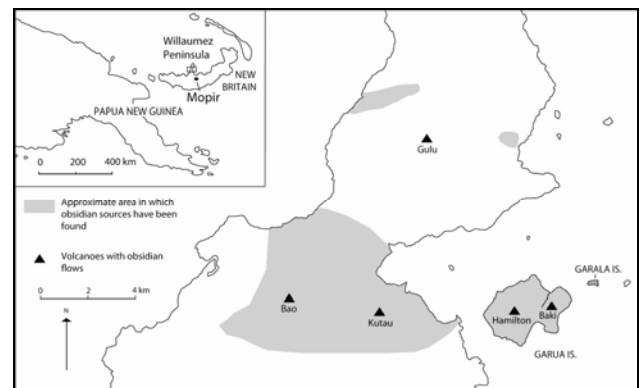 Willaumez
Peninsula
NEW
BRITAIN
Mopir
PAPUA NEW GUINEA
0 200 400 km
Gulu
Approximate area in which
obsidian sources have been
found
Volcanoes with obsidian
flows
0 2 4 km
N
Bao
Kutau
GARALA IS.
Hamilton
Baki
GARUA IS.